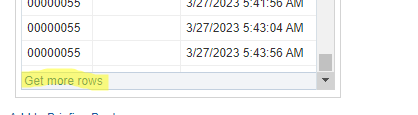 00000055 3/27/2023 5:41:56 AM
00000055 3/27/2023 5:43:04 AM
00000055 3/27/2023 5:43:56 AM
Get more rows